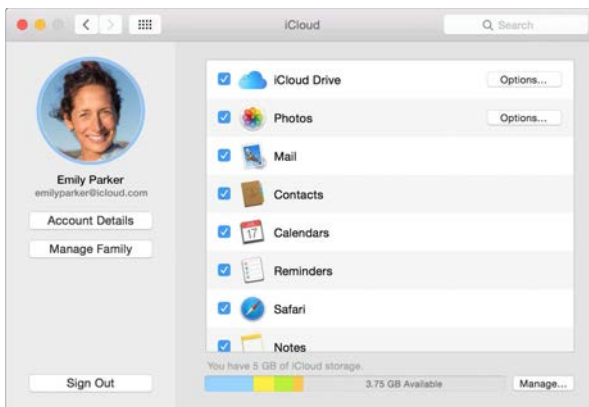 iCloud
Search
iCloud Drive
Options...
Photos
Options...
Mail
Emily Parker
emilyparker@icloud.com
Contacts
Account Details
Calendars
17
Manage Family
Reminders
Safari
Notes
You have 5 GB of iCloud storage.
Sign Out
3.75 GB Available
Manage...